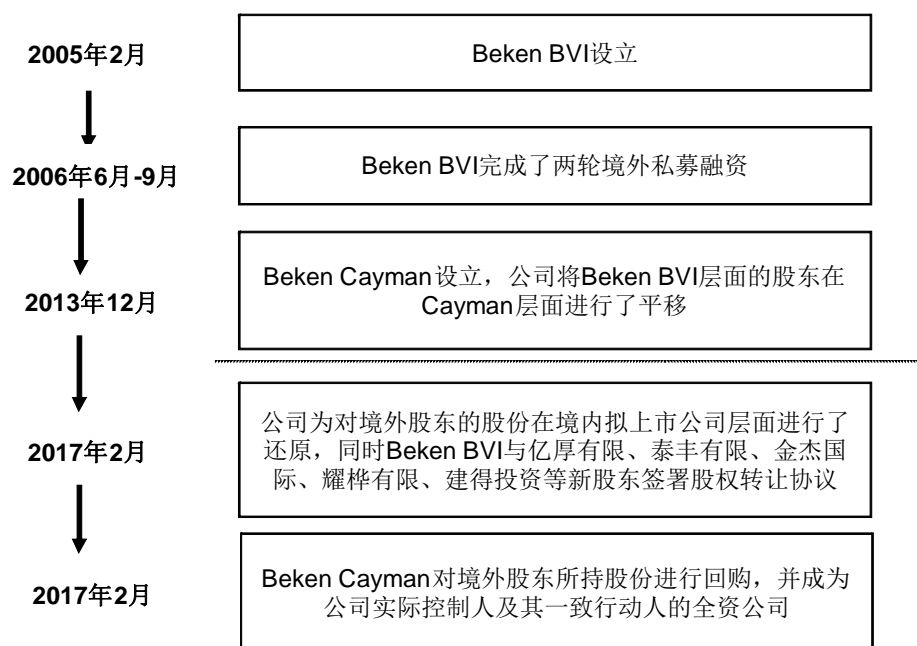 2005年2月
Beken BVI设立
2006年6月-9月
Beken BVI完成了两轮境外私募融资
2013年12月
Beken Cayman设立，公司将Beken BVI层面的股东在
Cayman层面进行了平移
2017年2月
公司为对境外股东的股份在境内拟上市公司层面进行了
还原，同时Beken BVI与亿厚有限、泰丰有限、金杰国
际、耀桦有限、建得投资等新股东签署股权转让协议
2017年2月
Beken Cayman对境外股东所持股份进行回购，并成为
公司实际控制人及其一致行动人的全资公司